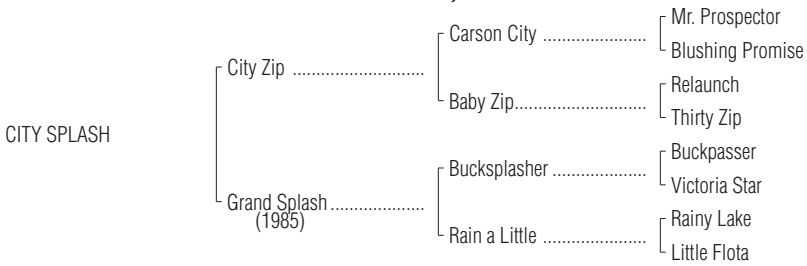 Mr. Prospector
Carson City ......................
Blushing Promise
City Zip ............................
Relaunch
Baby Zip............................
Thirty Zip
CITY SPLASH
Buckpasser
Bucksplasher ....................
Victoria Star
Grand Splash....................
(1985)
Rainy Lake
Rain a Little ......................
Little Flota